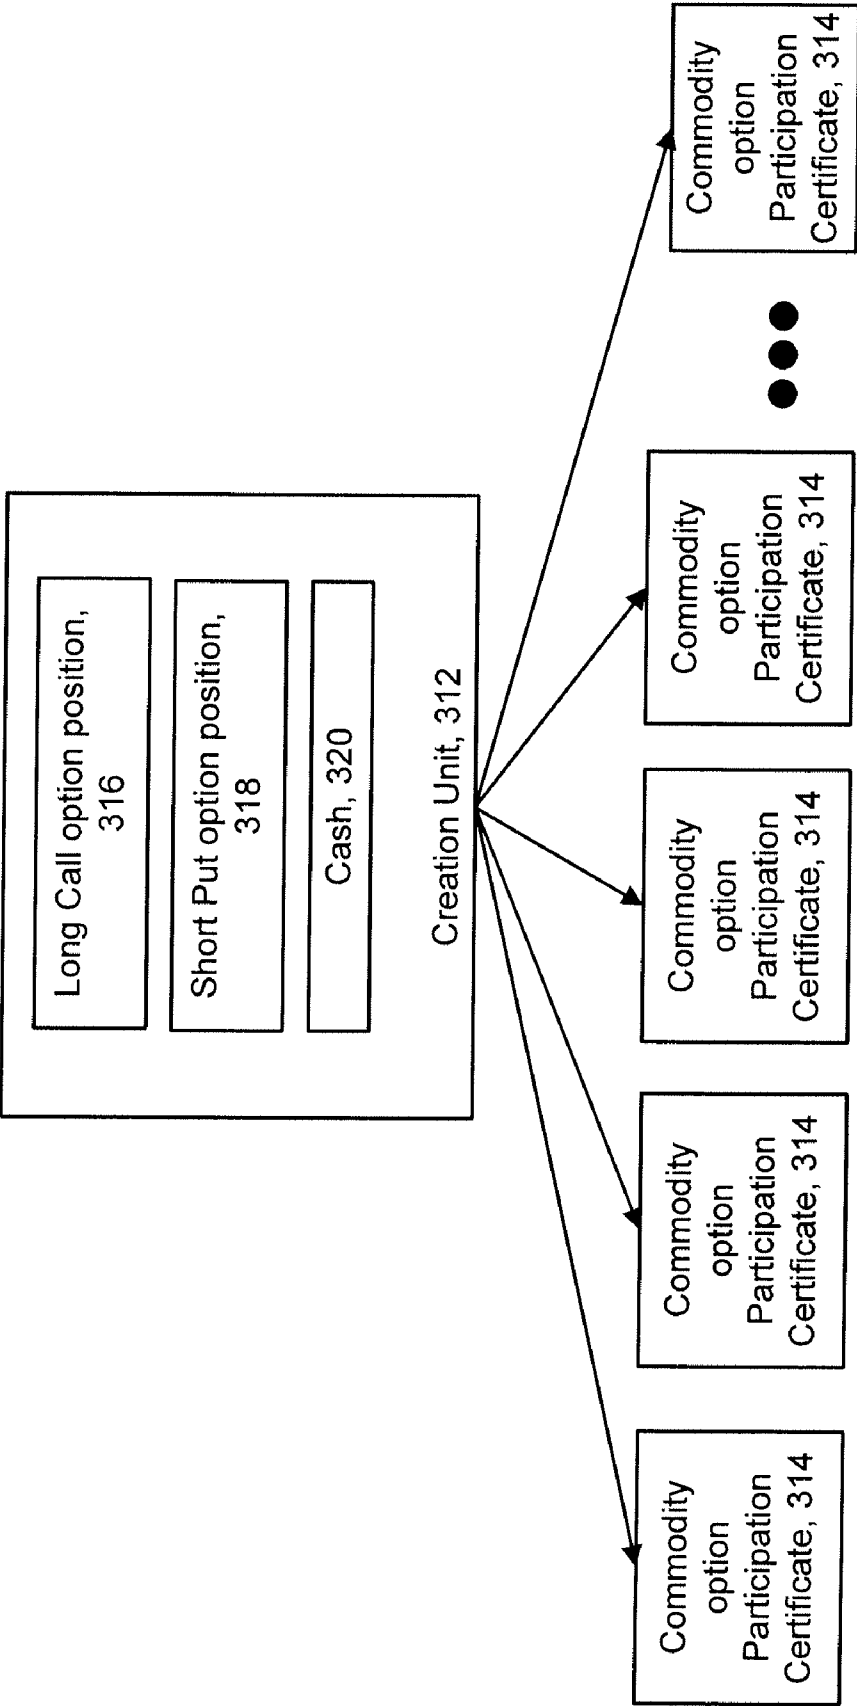 Long Call option position,
316
Short Put option position,
318
Cash, 320
Creation Unit, 312
Commodity
option
Participation
Certificate, 314
Commodity
option
Participation
Certificate, 314
Commodity
option
Participation
Certificate, 314
Commodity
option
Participation
Certificate, 314
Commodity
option
Participation
Certificate, 314